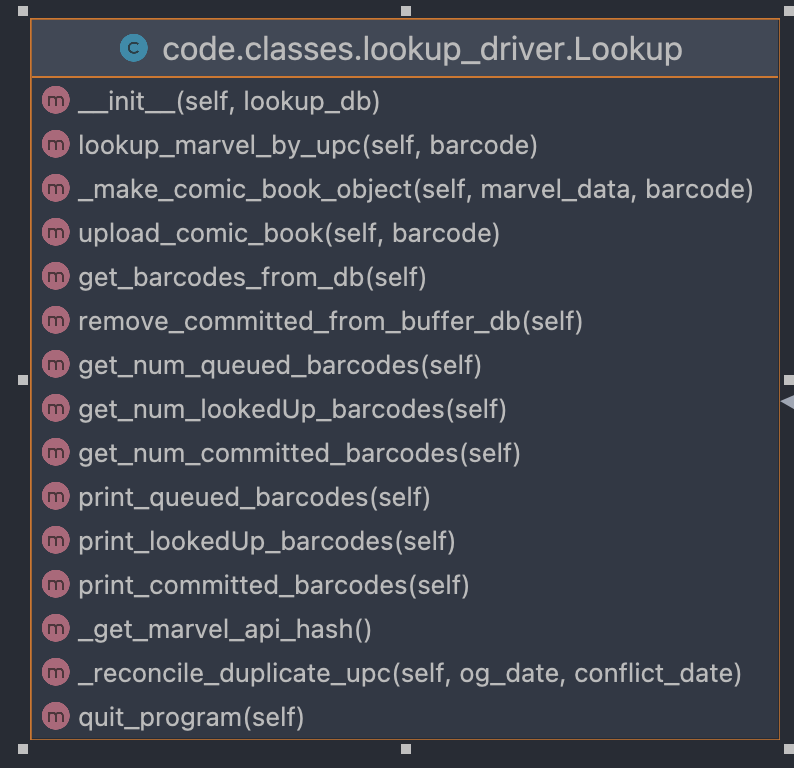 C code.classes.lookup_driver.Lookup
m __init__(self, lookup_db)
m lookup_marvel_by_upc(self, barcode)
m _make_comic_book_object(self, marvel_data, barcode)
m upload_comic_book(self, barcode)
m get_barcodes_from_db(self)
m remove_committed_from_buffer_db(self)
m get_num_queued_barcodes(self)
m get_num_lookedUp_barcodes(self)
m get_num_committed_barcodes(self)
m print_queued_barcodes(self)
m print_lookedUp_barcodes(self)
m print_committed_barcodes(self)
m _get_marvel_api_hash()
m _reconcile_duplicate_upc(self, og_date, conflict_date)
m quit_program(self)